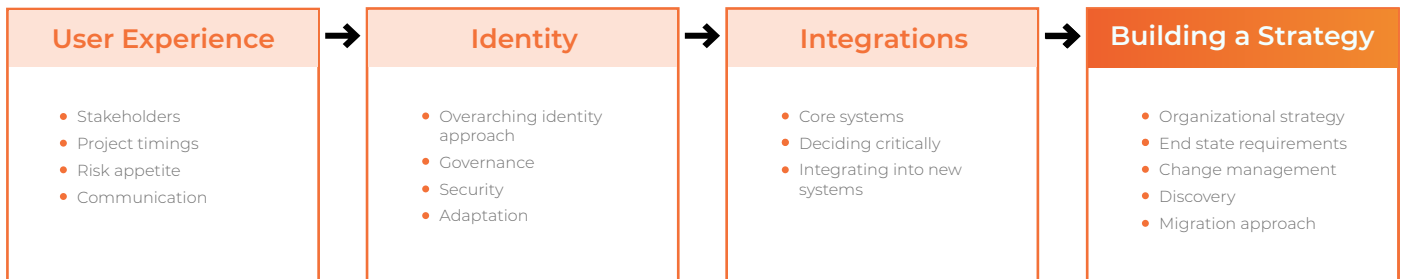 User Experience
Stakeholders
Project timings
Risk appetite
Communication
Identity
Overarching identity
approach
Governance
Security
Adaptation
Integrations
Core systems
Deciding critically
Integrating into new
systems
Building a Strategy
Organizational strategy
End state requirements
Change management
Discovery
Migration approach